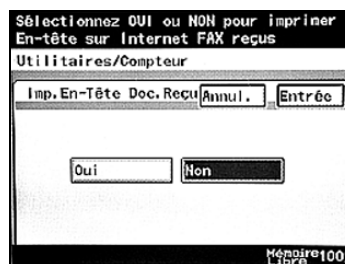 Sélectionnez OUI ou NON pour imprimer
En-tête sur Internet FAX reçus
Utilitaires/Compteur
Imp.En-Tête Doc.Reçu Annul. Entrée
Oui Non
Mémoire 100
Libre